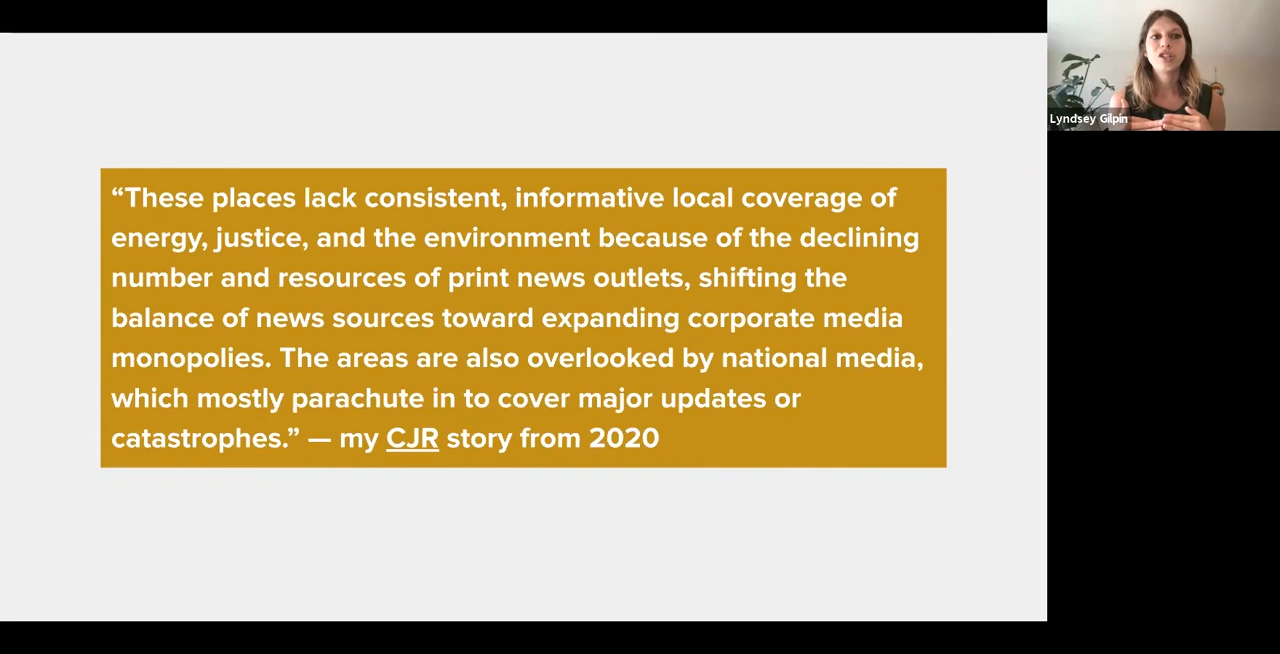 “These places lack consistent, informative local coverage of
energy, justice, and the environment because of the declining
number and resources of print news outlets, shifting the
balance of news sources toward expanding corporate media
monopolies. The areas are also overlooked by national media,
which mostly parachute in to cover major updates or
catastrophes.” — my CJR story from 2020
Lyndsey Gilpin